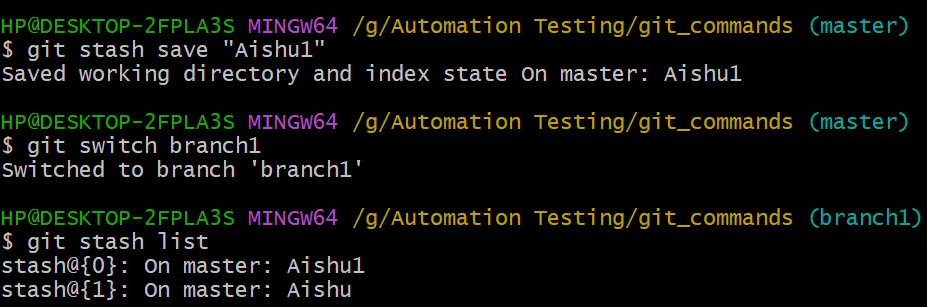 HP@DESKTOP-2FPLA3S MINGW64 /g/Automation Testing/git_commands (master)
$ git stash save "Aishu1"
Saved working directory and index state On master: Aishu1
HP@DESKTOP-2FPLA3S MINGW64 /g/Automation Testing/git_commands (master)
$ git switch branch1
Switched to branch 'branch1'
HP@DESKTOP-2FPLA3S MINGW64 /g/Automation Testing/git_commands (branch1)
$ git stash list
stash@{0}: On master: Aishu1
stash@{1}: On master: Aishu